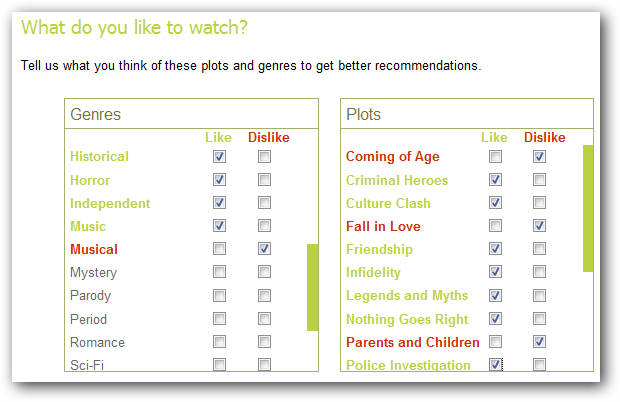 What do you like to watch?
Tell us what you think of these plots and genres to get better recommendations.
Genres
Like Dislike
Historical
Horror
Independent
Music
Musical
Mystery
Parody
Period
Romance
Sci-Fi
Plots
Like Dislike
Coming of Age
Criminal Heroes
Culture Clash
Fall in Love
Friendship
Infidelity
Legends and Myths
Nothing Goes Right
Parents and Children
Police Investigation